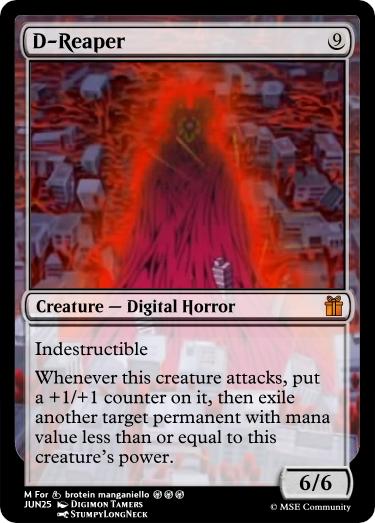 D-Reaper 9
Creature — Digital Horror
Indestructible
Whenever this creature attacks, put
a +1/+1 counter on it, then exile
another target permanent with mana
value less than or equal to this
creature's power.
6/6
M For brotein manganiello
JUN25 Digimon Tamers
StumpyLongNeck
© MSE Community